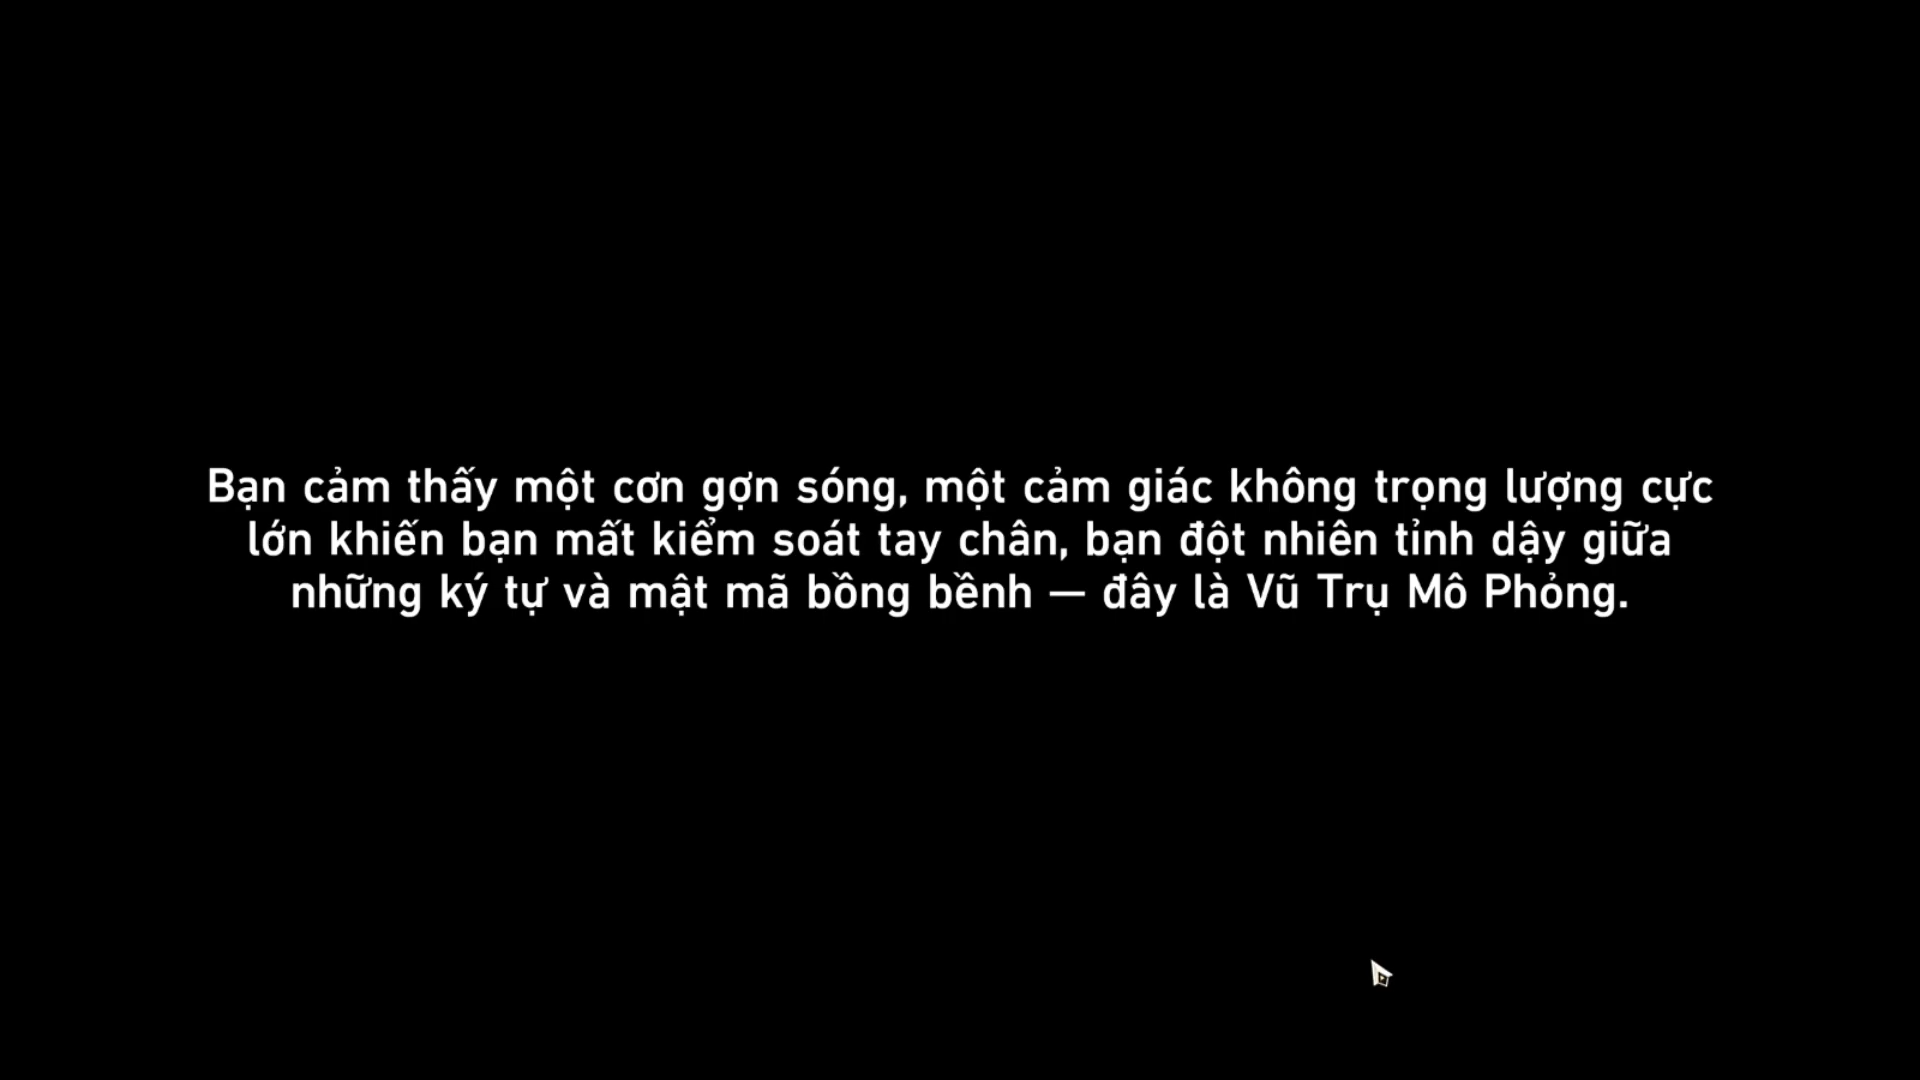 Bạn cảm thấy một cơn gợn sóng, một cảm giác không trọng lượng cực
lớn khiến bạn mất kiểm soát tay chân, bạn đột nhiên tỉnh dậy giữa
những ký tự và mật mã bồng bềnh — đây là Vũ Trụ Mô Phỏng.